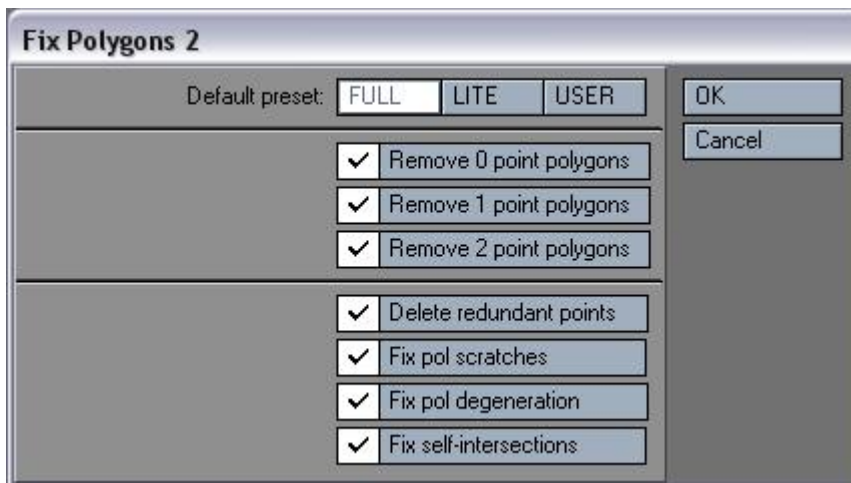 Fix Polygons 2
Default preset: FULL LITE USER OK
Cancel
Remove 0 point polygons
Remove 1 point polygons
Remove 2 point polygons
Delete redundant points
Fix pol scratches
Fix pol degeneration
Fix self-intersections